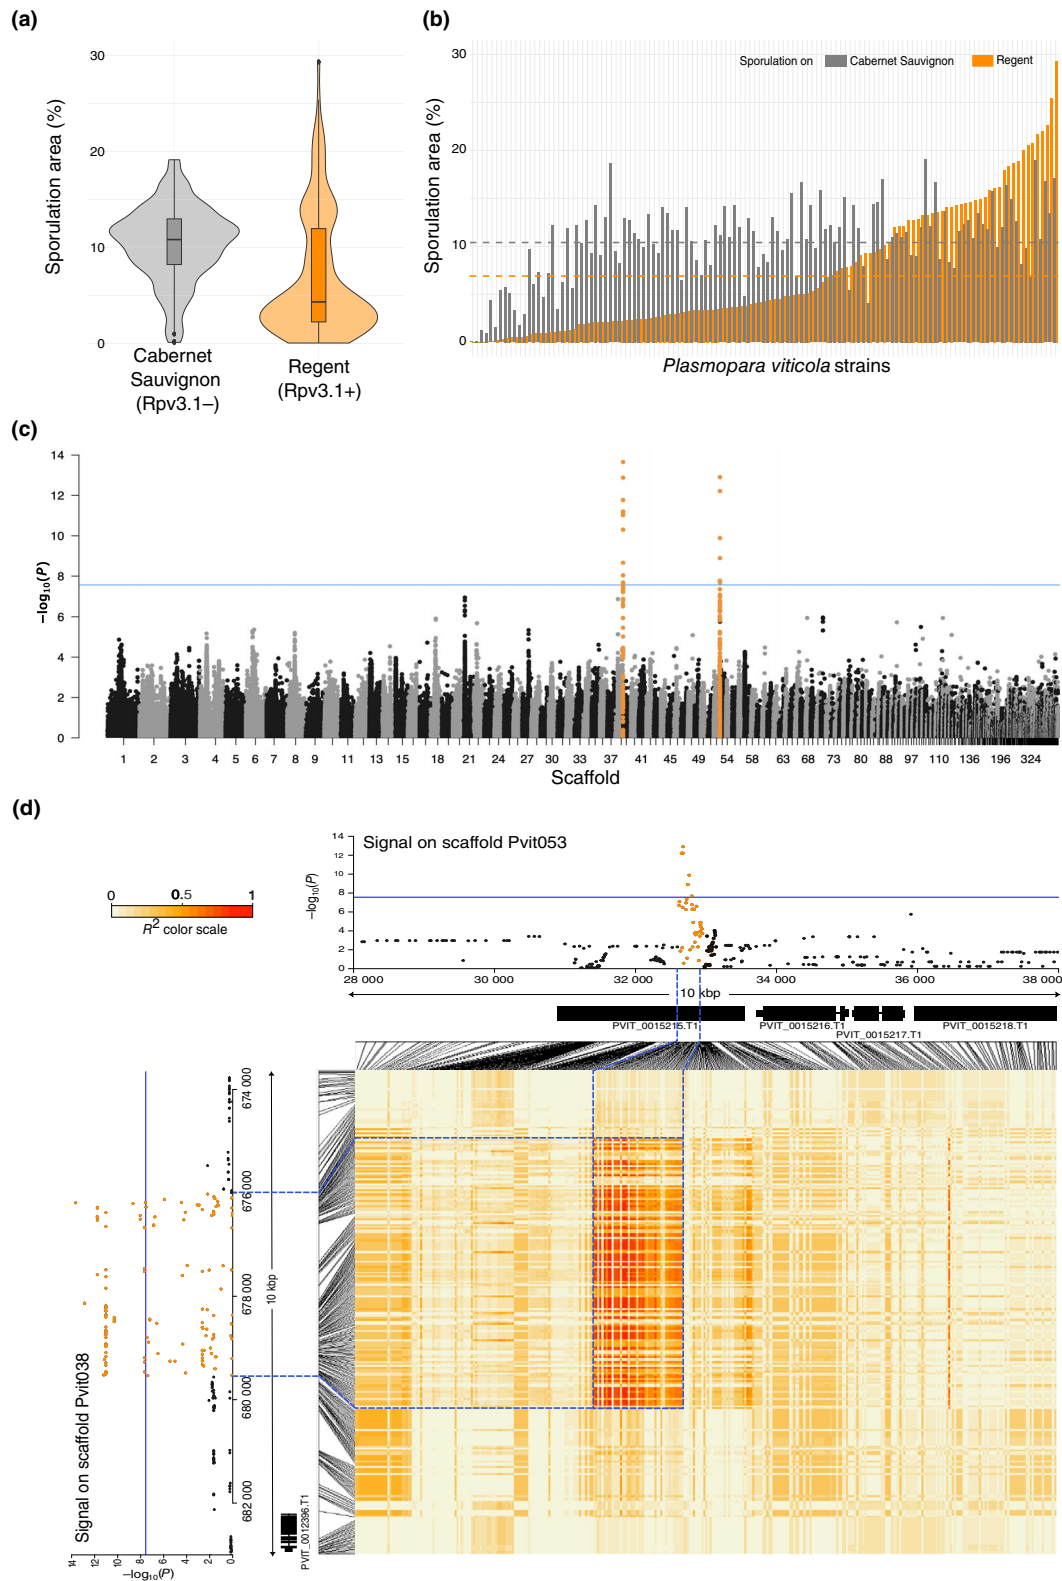 (a)
Sporulation area (%)
30
20
10
0
Cabernet
Sauvignon
(Rpv3.1–)
Regent
(Rpv3.1+)
(b)
Sporulation area (%)
30
20
10
0
Sporulation on
Cabernet Sauvignon
Regent
Plasmopara viticola strains
(c)
−log10(P)
14
12
10
8
6
4
2
0
1 2 3 4 5 6 7 8 9 11 13 15 18 21 24 27 30 33 37 41 45 49 54 63 68 73 80 88 97 110 136 196 324
Scaffold
(d)
Signal on scaffold Pvit053
−log10(P)
14
12
10
8
6
4
2
0
28 000 30 000 32 000 34 000 36 000 38 000
10 kbp
PVIT_0015215.T1
PVIT_0015216.T1
PVIT_0015217.T1
PVIT_0015218.T1
0 0.5 1
R2 color scale
Signal on scaffold Pvit038
674 000
676 000
678 000
680 000
682 000
10 kbp
PVIT_0012396.T1
14 12 10 8 6 4 2 0
−log10(P)